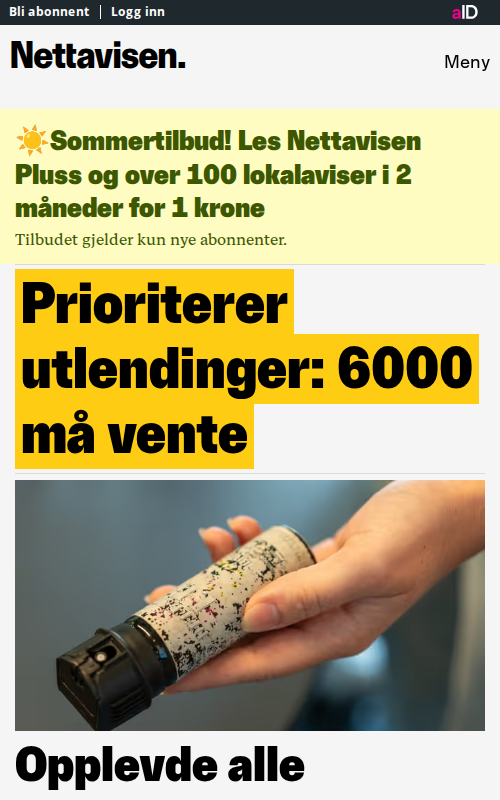 Bli abonnent
Logg inn
aID
Nettavisen.
Meny
☀️Sommertilbud! Les Nettavisen
Pluss og over 100 lokalaviser i 2
måneder for 1 krone
Tilbudet gjelder kun nye abonnenter.
Prioriterer
utlendinger: 6000
må vente
Opplevde alle